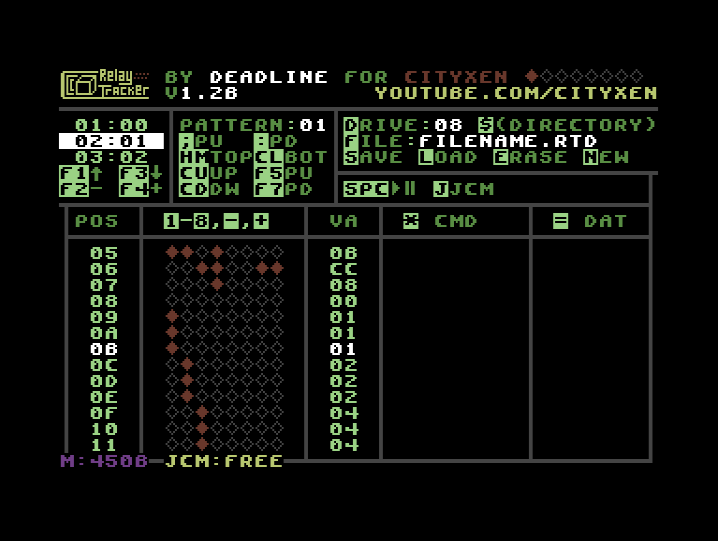 Relay Tracker
BY DEADLINE FOR CITYXEN
V1.2B YOUTUBE.COM/CITYXEN
01:00 PATTERN:01 DRIVE:08 $(DIRECTORY)
02:01 ;PU :PD FILE:FILENAME.RTD
03:02 HMTOP CLBOT SAVE LOAD ERASE NEW
F1↑ F3↓ CUUP F5PU
F2- F4+ CDDW F7PD SPC JJCM
POS 1-8,-,+ VA * CMD = DAT
05 0B
06 CC
07 08
08 00
09 01
0A 01
0B 01
0C 02
0D 02
0E 02
0F 04
10 04
11 04
M:450B JCM:FREE